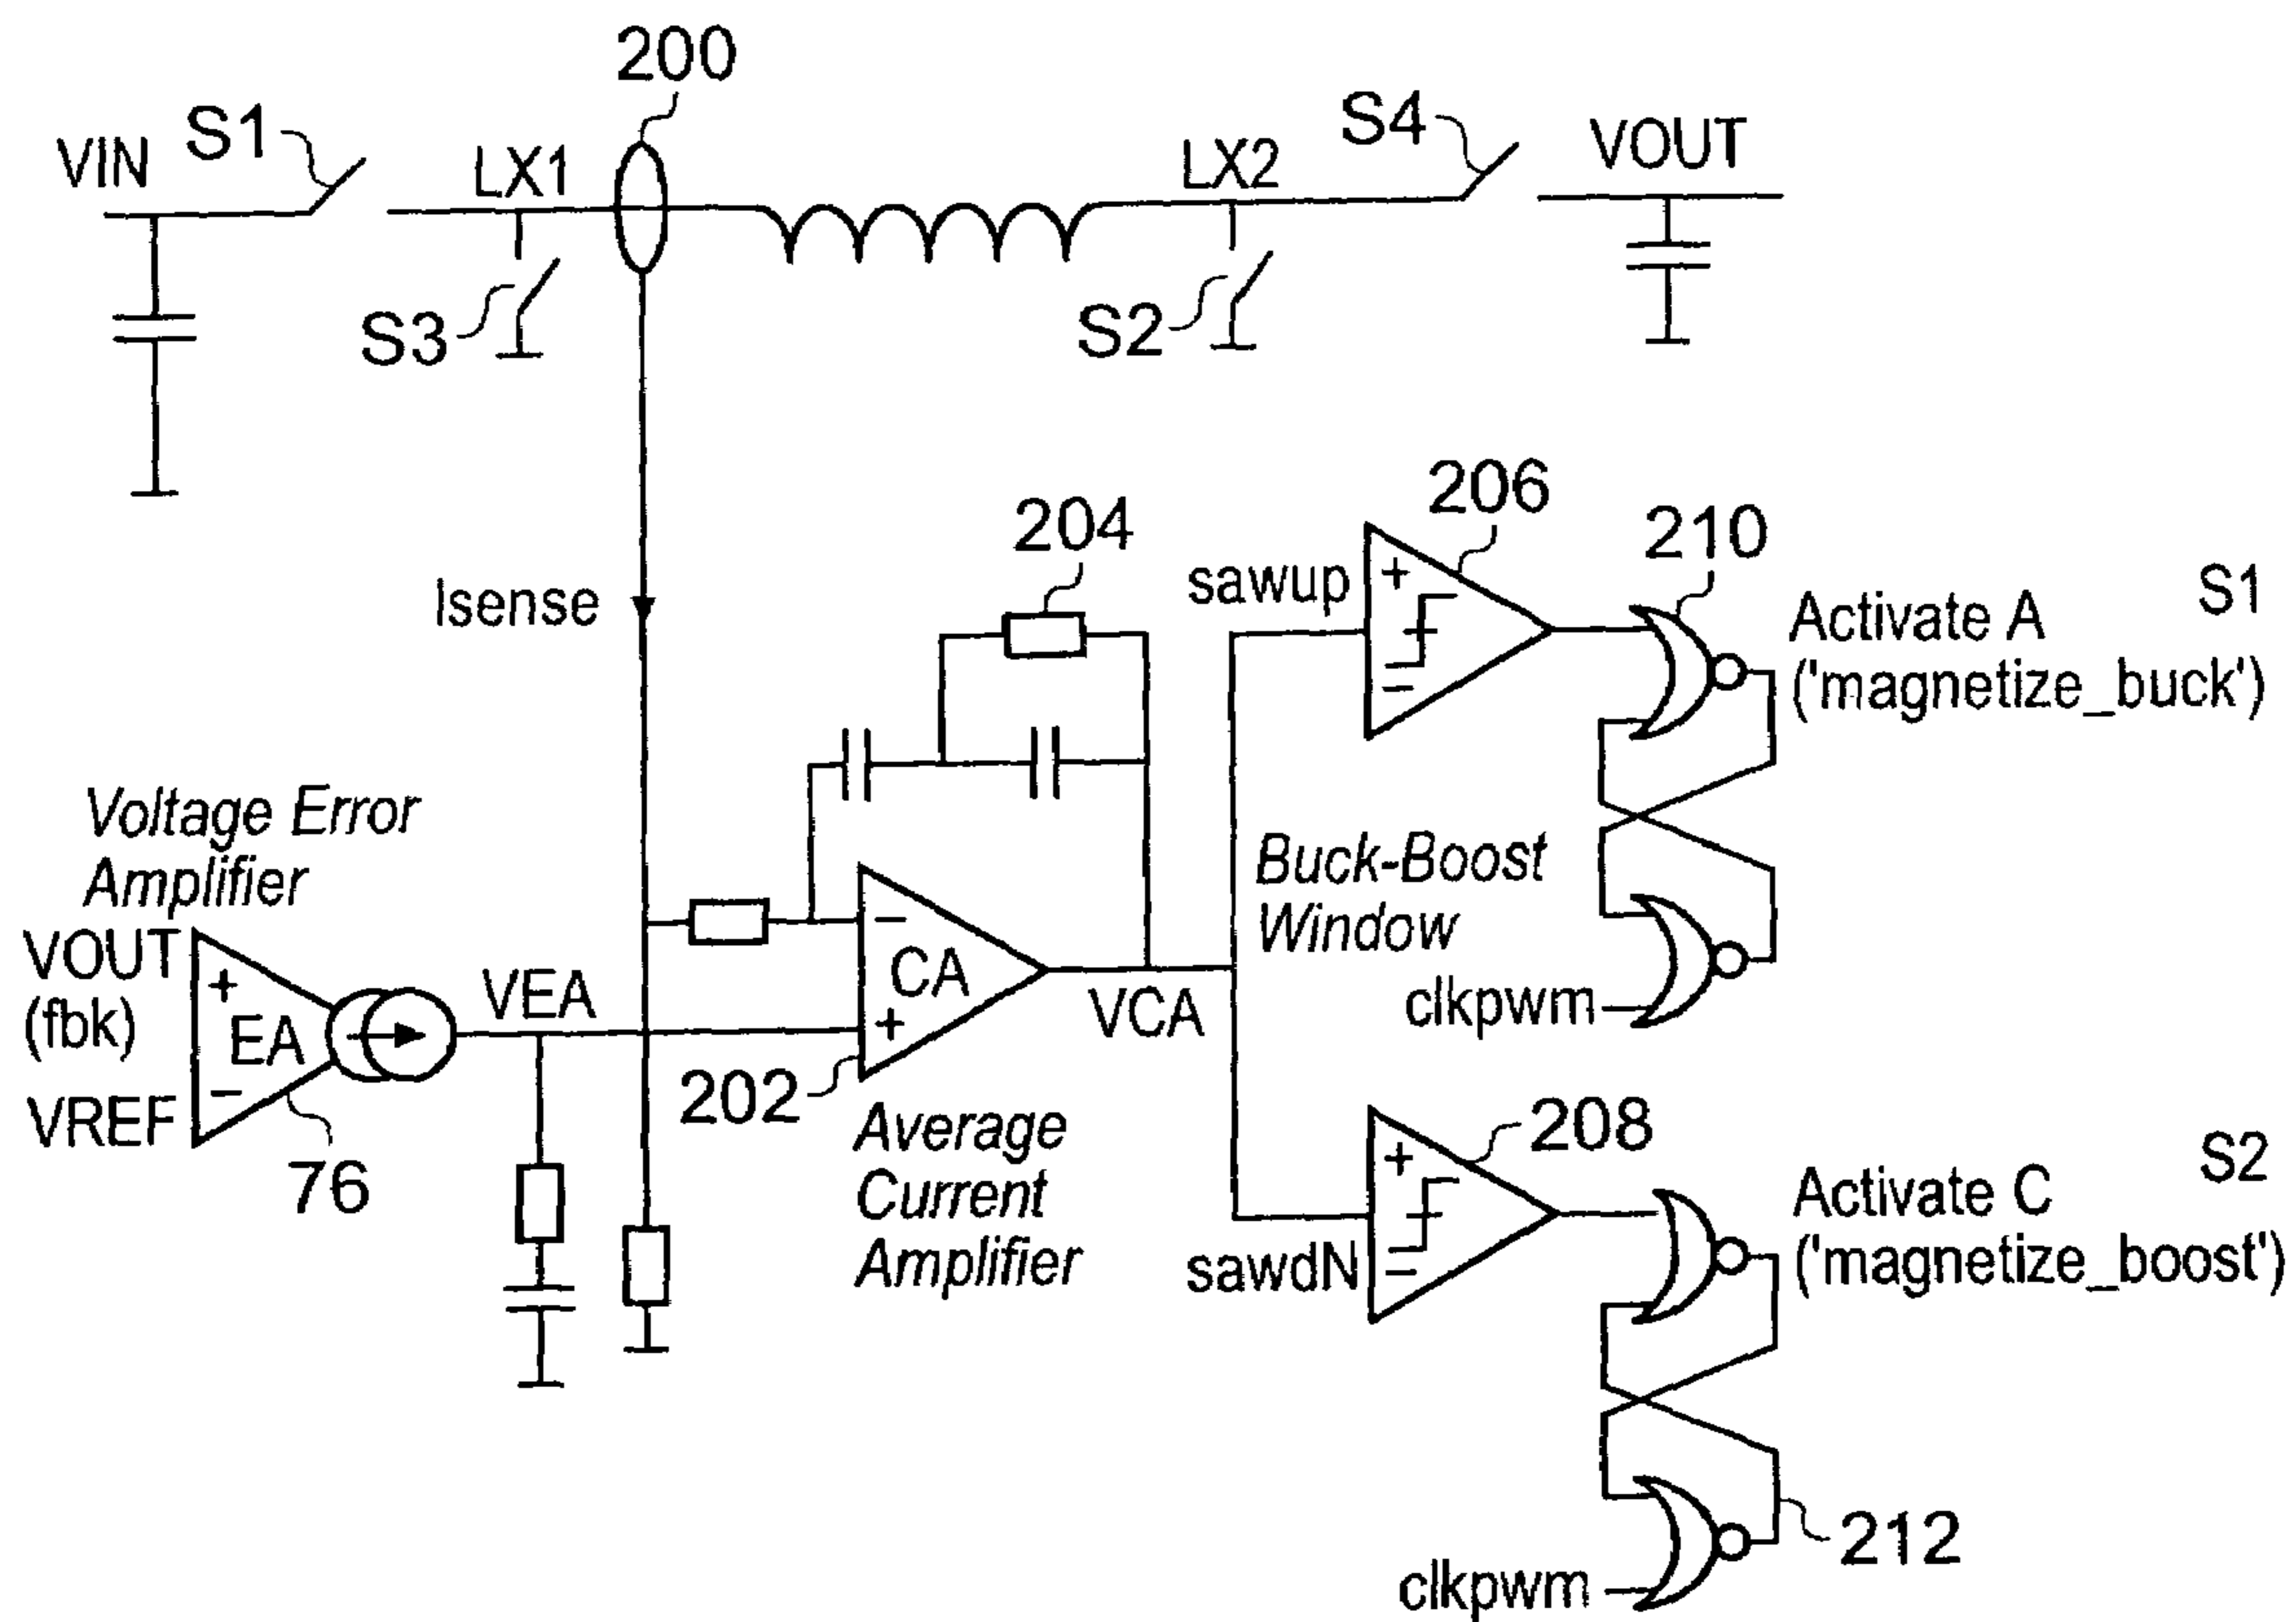 200
S1
S4
VIN
LX1
LX2
VOUT
S3
S2
206
204
210
Isense
sawup
+
−
Activate A
('magnetize_buck')
S1
Voltage Error
Amplifier
Buck-Boost
Window
VOUT
(fbk)
+
EA
−
VREF
VEA
−
CA
+
VCA
clkpwm
202
76
Average
Current
Amplifier
208
+
−
sawdN
Activate C
('magnetize_boost')
S2
212
clkpwm